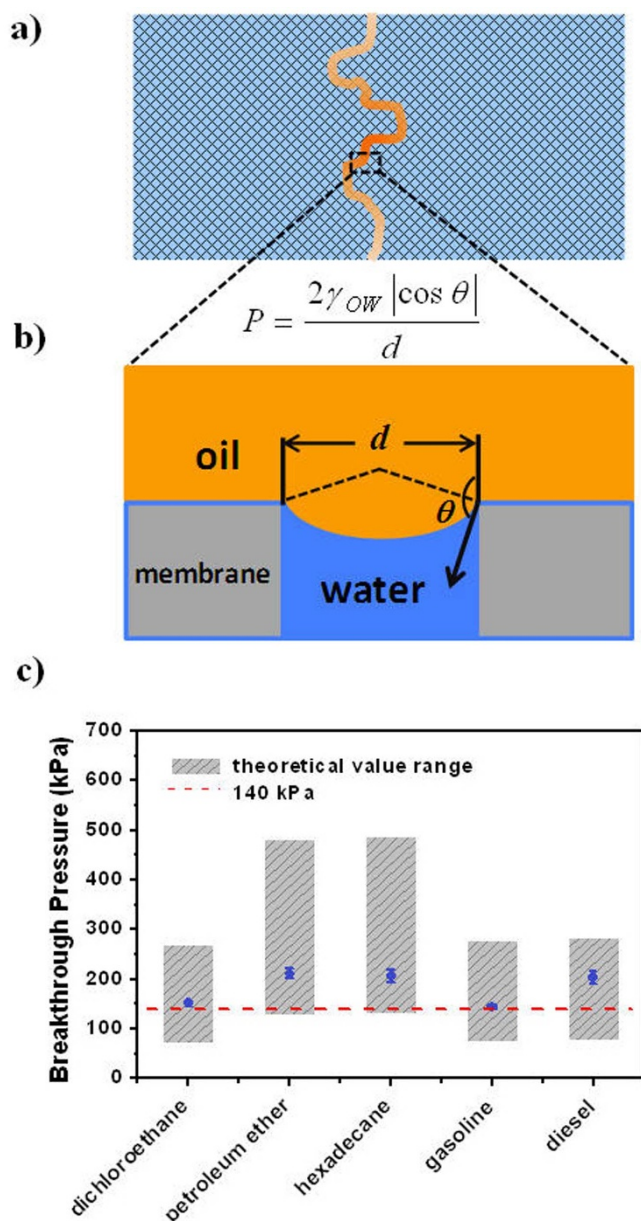 a)
P = 2γOW |cos θ| / d
b)
d
oil
θ
membrane
water
c)
700
600
500
400
300
200
100
0
Breakthrough Pressure (kPa)
theoretical value range
140 kPa
dichloroethane
petroleum ether
hexadecane
gasoline
diesel